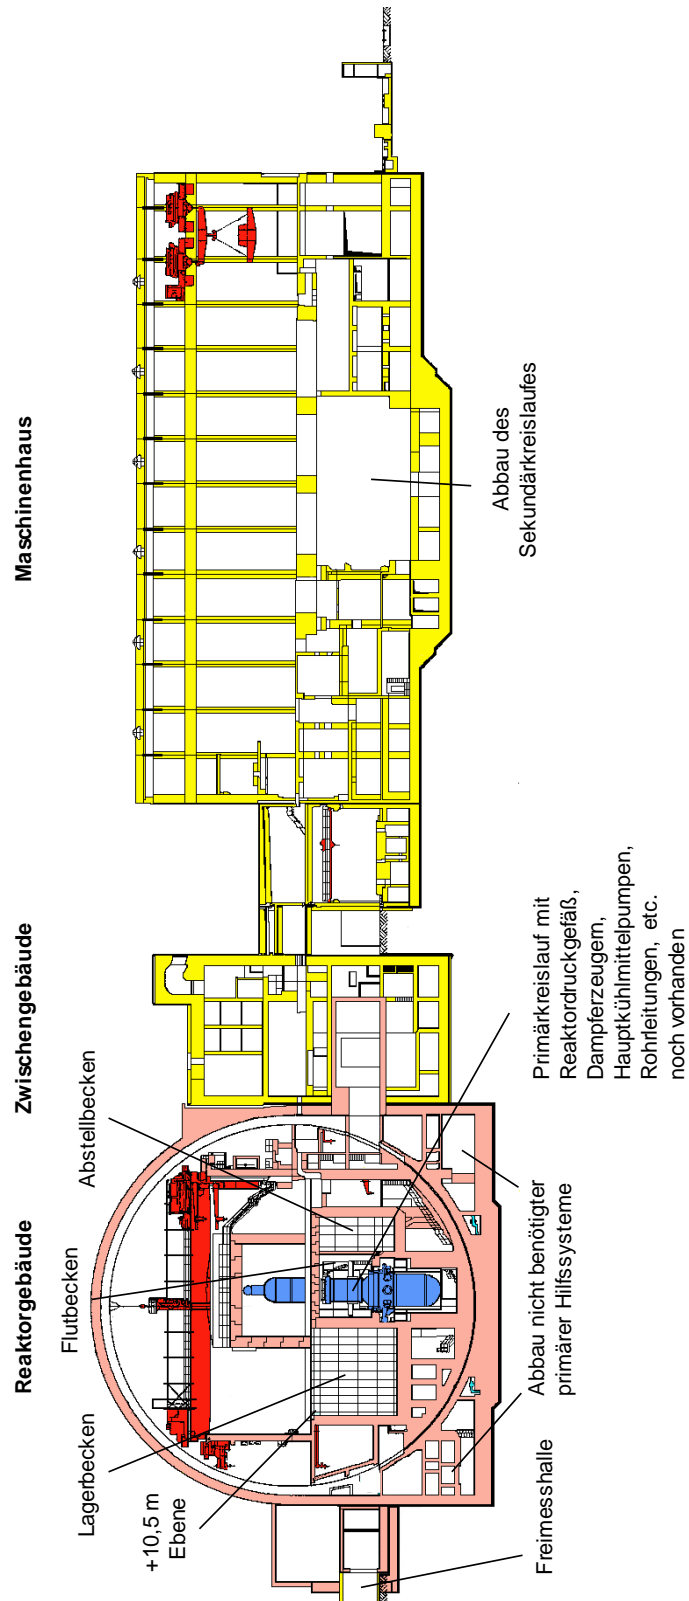 Reaktorgebäude
Zwischengebäude
Maschinenhaus
Flutbecken
Abstellbecken
Lagerbecken
+10,5 m
Ebene
Freimesshalle
Abbau nicht benötigter
primärer Hilfssysteme
Primärkreislauf mit
Reaktordruckgefäß,
Dampferzeugem,
Hauptkühlmittelpumpen,
Rohrleitungen, etc.
noch vorhanden
Abbau des
Sekundärkreislaufes